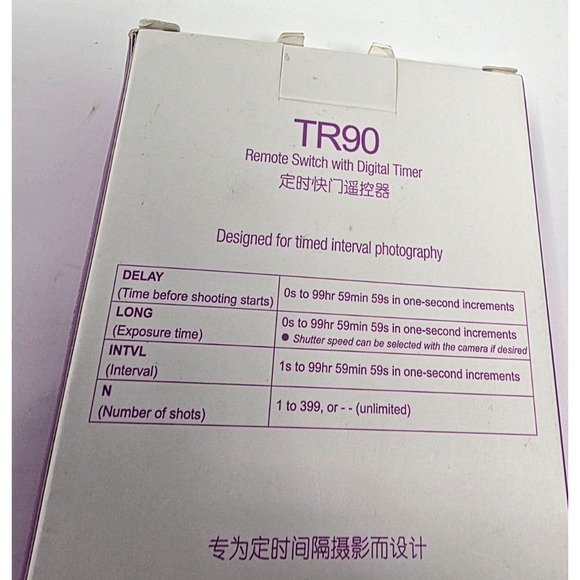 TR90
Remote Switch with Digital Timer
定时快门遥控器
Designed for timed interval photography
DELAY
(Time before shooting starts)
0s to 99hr 59min 59s in one-second increments
LONG
(Exposure time)
0s to 99hr 59min 59s in one-second increments
● Shutter speed can be selected with the camera if desired
INTVL
(Interval)
1s to 99hr 59min 59s in one-second increments
N
(Number of shots)
1 to 399, or - - (unlimited)
专为定时间隔摄影而设计